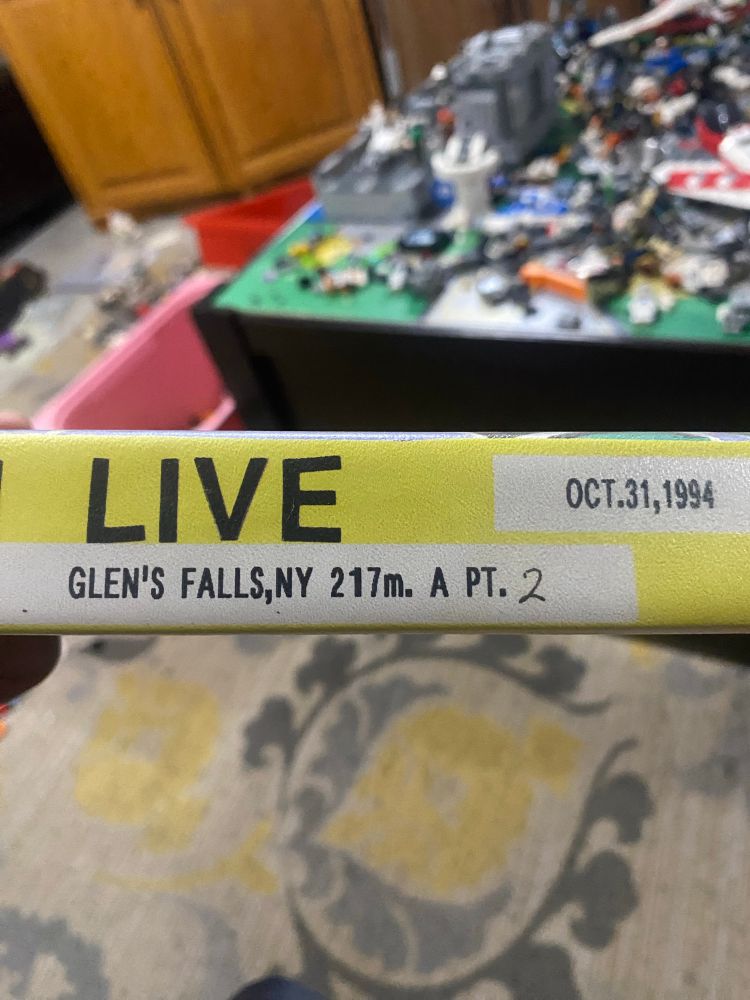 LIVE
OCT.31,1994
GLEN'S FALLS,NY 217m. A PT. 2